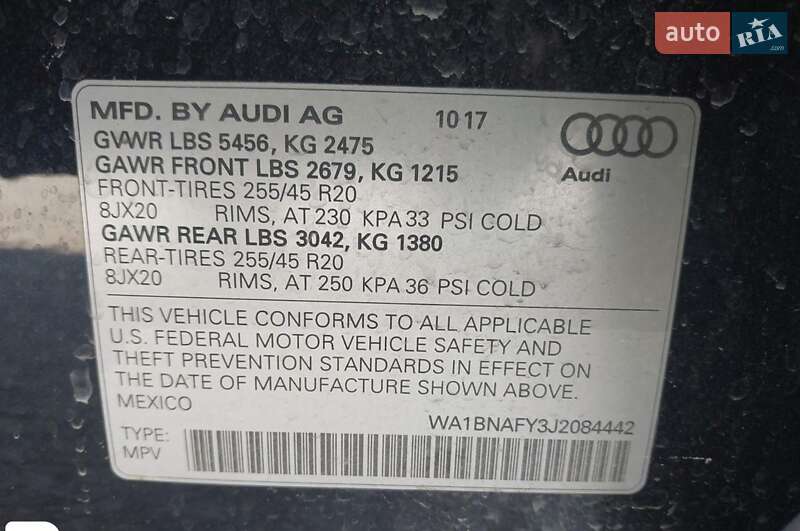 auto RIA .com
MFD. BY AUDI AG 10 17
GVWR LBS 5456, KG 2475
GAWR FRONT LBS 2679, KG 1215
Audi
FRONT-TIRES 255/45 R20
8JX20 RIMS, AT 230 KPA 33 PSI COLD
GAWR REAR LBS 3042, KG 1380
REAR-TIRES 255/45 R20
8JX20 RIMS, AT 250 KPA 36 PSI COLD
THIS VEHICLE CONFORMS TO ALL APPLICABLE
U.S. FEDERAL MOTOR VEHICLE SAFETY AND
THEFT PREVENTION STANDARDS IN EFFECT ON
THE DATE OF MANUFACTURE SHOWN ABOVE.
MEXICO
WA1BNAFY3J2084442
TYPE:
MPV